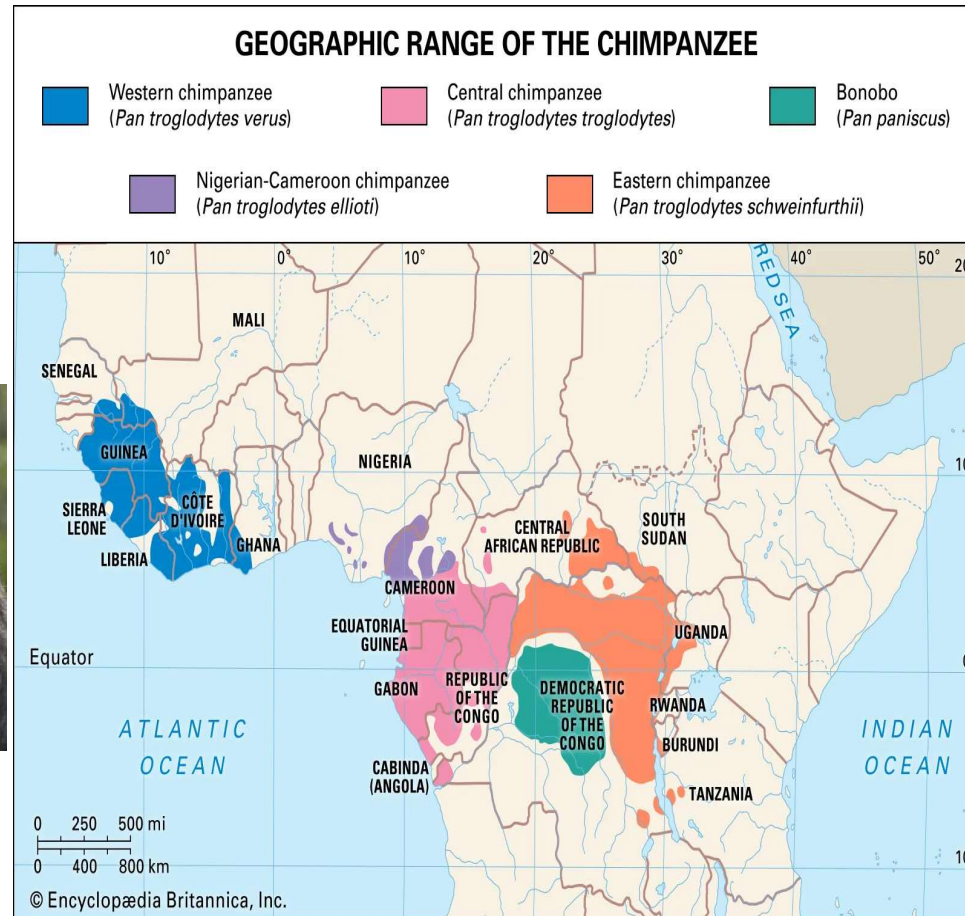 GEOGRAPHIC RANGE OF THE CHIMPANZEE
Western chimpanzee
(Pan troglodytes verus)
Central chimpanzee
(Pan troglodytes troglodytes)
Bonobo
(Pan paniscus)
Nigerian-Cameroon chimpanzee
(Pan troglodytes ellioti)
Eastern chimpanzee
(Pan troglodytes schweinfurthii)
10° 0° 10° 20° 30° 40° 50° 20
RED SEA
MALI
SENEGAL
GUINEA
NIGERIA
10
SIERRA
LEONE
CÔTE
D'IVOIRE
LIBERIA
GHANA
CENTRAL
AFRICAN REPUBLIC
SOUTH
SUDAN
CAMEROON
EQUATORIAL
GUINEA
UGANDA
Equator
0
GABON
REPUBLIC
OF THE
CONGO
DEMOCRATIC
REPUBLIC
OF THE
CONGO
RWANDA
BURUNDI
ATLANTIC
OCEAN
INDIAN
OCEAN
CABINDA
(ANGOLA)
TANZANIA
0 250 500 mi
0 400 800 km
10
© Encyclopædia Britannica, Inc.